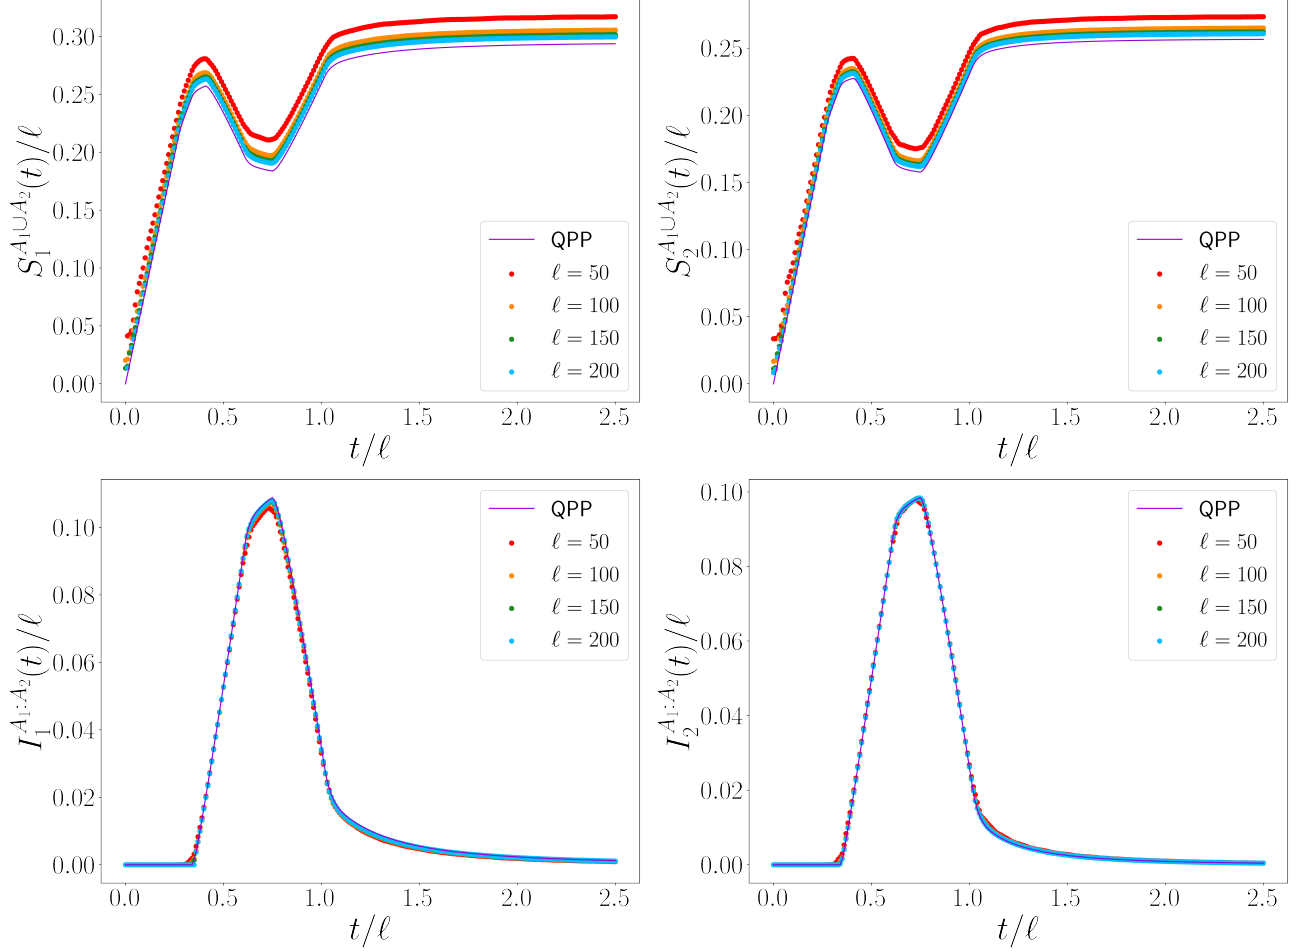 0.30
0.25
0.20
0.15
0.10
0.05
0.00
S_1^{A_1∪A_2}(t)/ℓ
QPP
ℓ = 50
ℓ = 100
ℓ = 150
ℓ = 200
0.0 0.5 1.0 1.5 2.0 2.5
t/ℓ
0.25
0.20
0.15
0.10
0.05
0.00
S_2^{A_1∪A_2}(t)/ℓ
QPP
ℓ = 50
ℓ = 100
ℓ = 150
ℓ = 200
0.0 0.5 1.0 1.5 2.0 2.5
t/ℓ
0.10
0.08
0.06
0.04
0.02
0.00
I_1^{A_1:A_2}(t)/ℓ
QPP
ℓ = 50
ℓ = 100
ℓ = 150
ℓ = 200
0.0 0.5 1.0 1.5 2.0 2.5
t/ℓ
0.10
0.08
0.06
0.04
0.02
0.00
I_2^{A_1:A_2}(t)/ℓ
QPP
ℓ = 50
ℓ = 100
ℓ = 150
ℓ = 200
0.0 0.5 1.0 1.5 2.0 2.5
t/ℓ